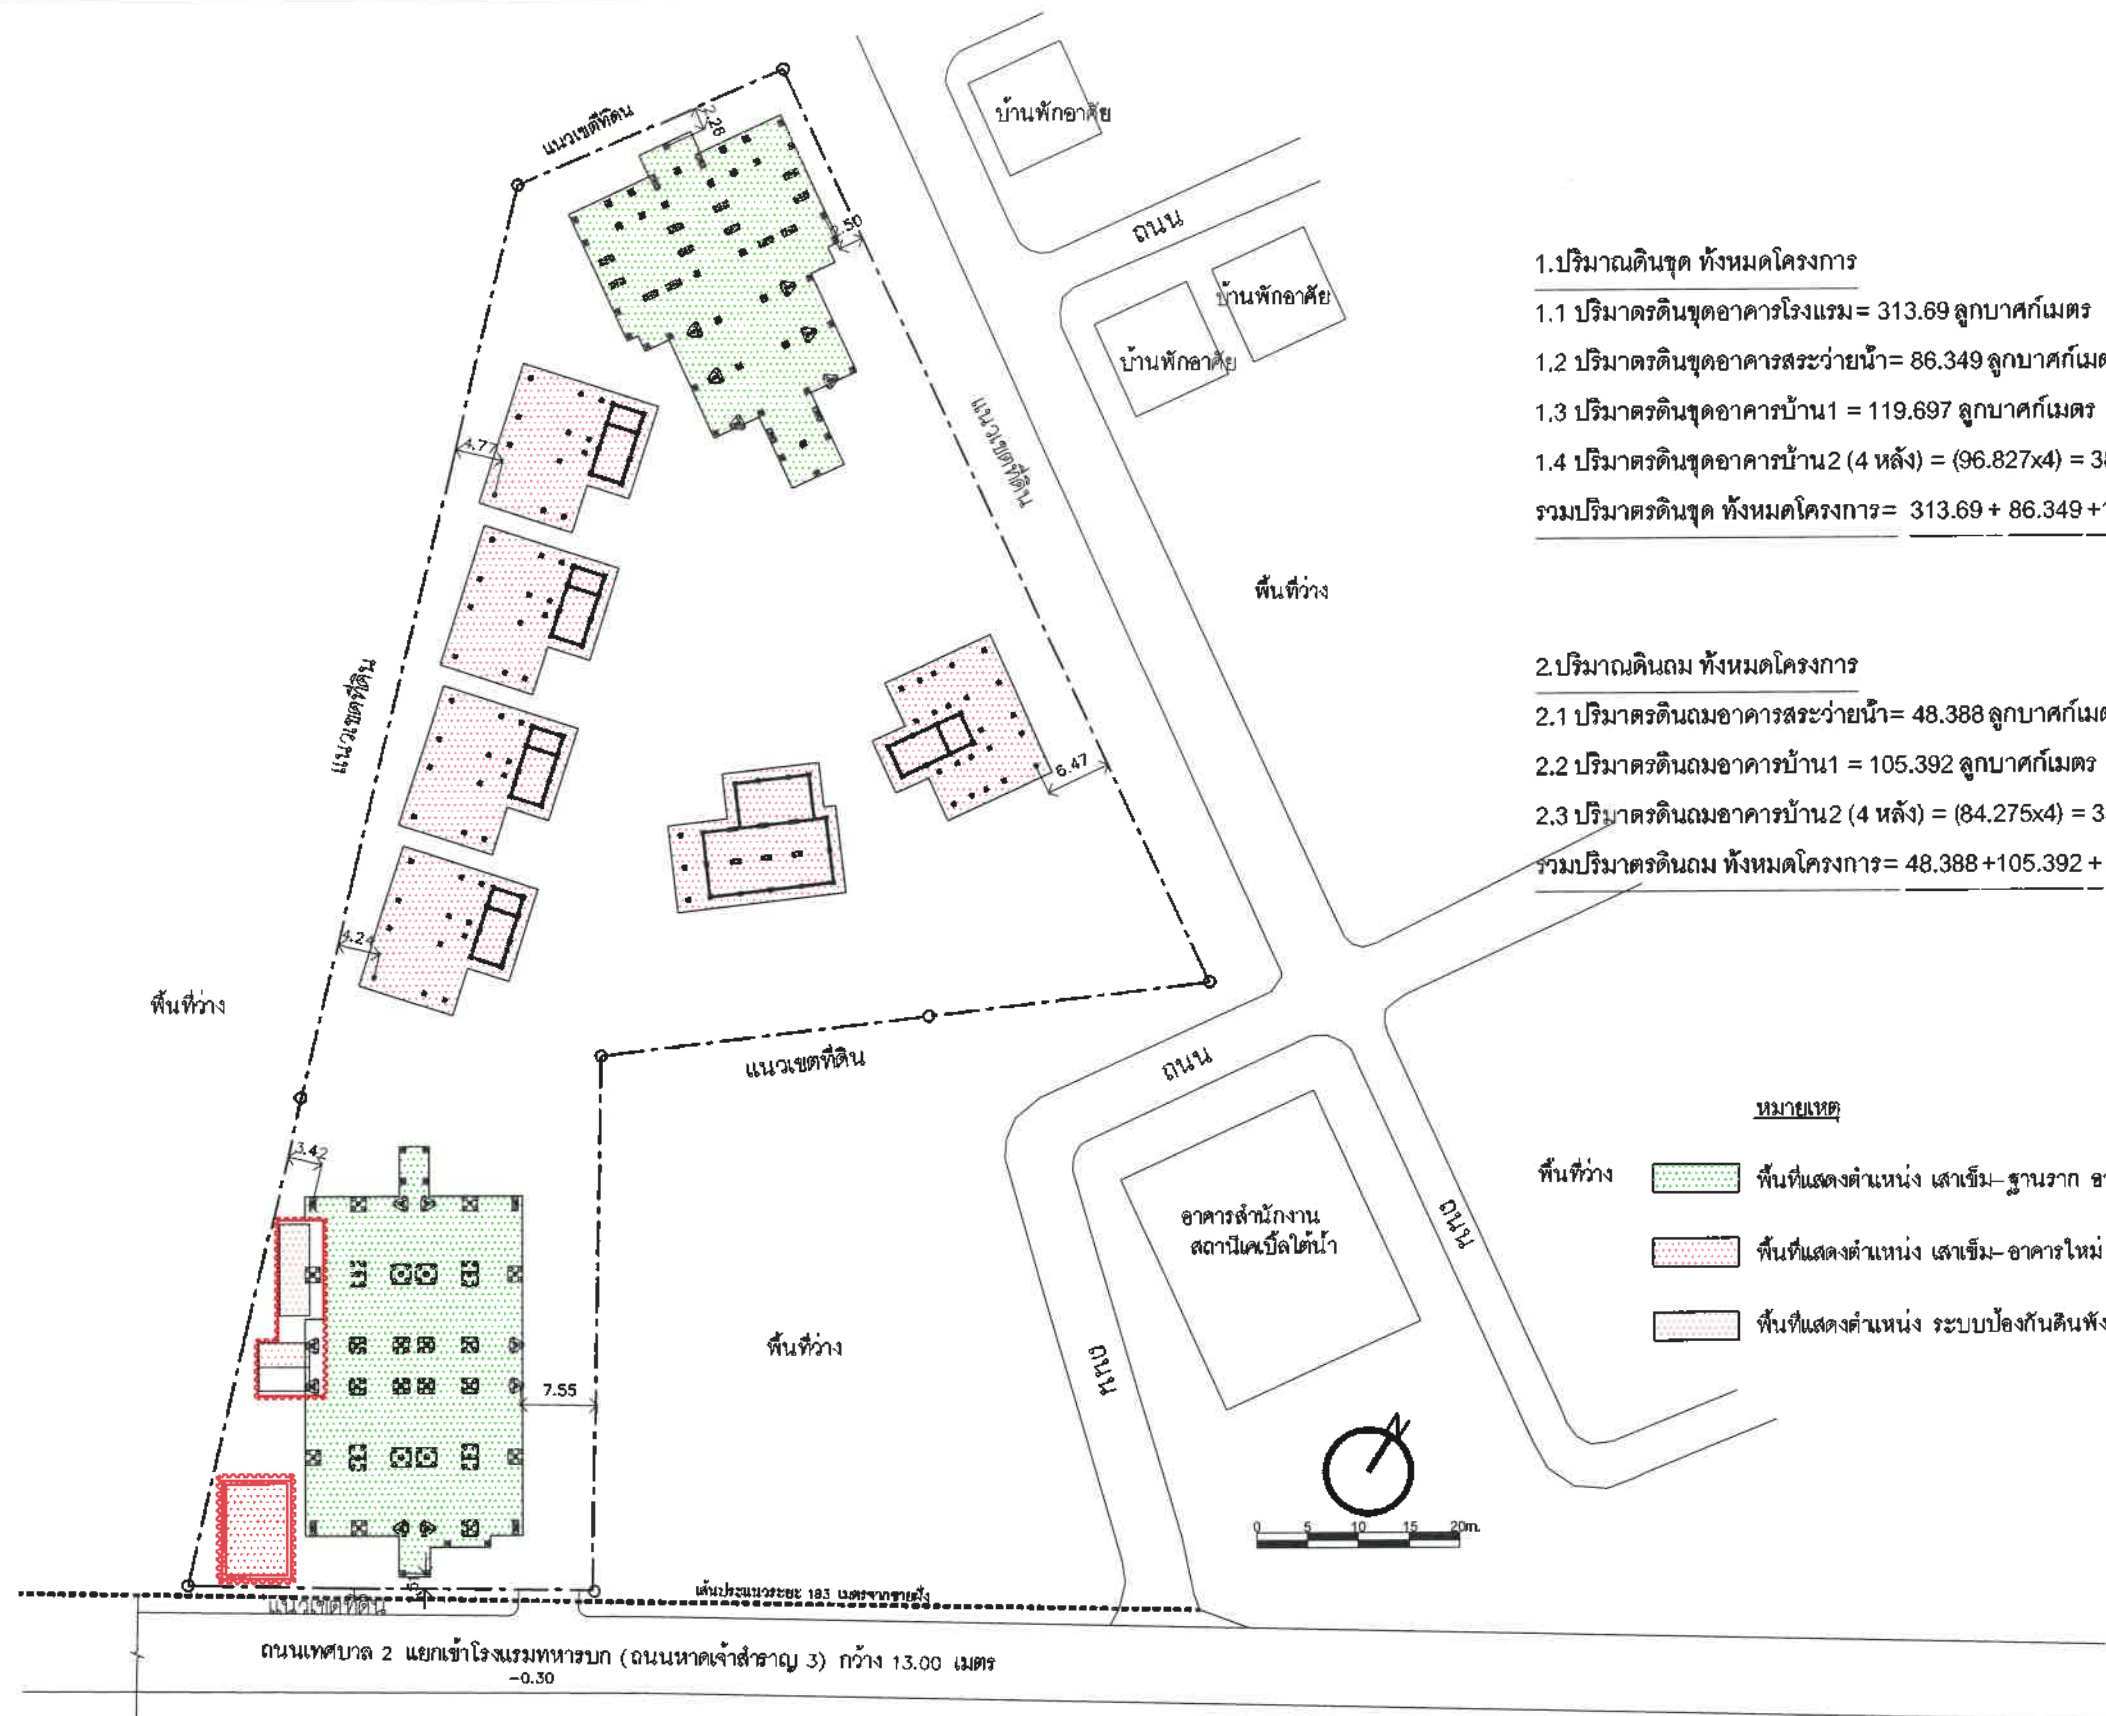 แนวเขตที่ดิน
2.28
.50
บ้านพักอาศัย
ถนน
บ้านพักอาศัย
บ้านพักอาศัย
แนวเขตที่ดิน
4.77
แนวเขตที่ดิน
พื้นที่ว่าง
6.47
4.24
พื้นที่ว่าง
แนวเขตที่ดิน
ถนน
3.42
อาคารสำนักงาน
สถานีเคเบิ้ลใต้น้ำ
ถนน
พื้นที่ว่าง
ถนน
7.55
N
0 5 10 15 20m.
เส้นประแนวระยะ 183 เมตรจากชายฝั่ง
แนวเขตที่ดิน
ถนนเทศบาล 2 แยกเข้าโรงแรมทหารบก (ถนนหาดเจ้าสำราญ 3) กว้าง 13.00 เมตร
-0.30
1.ปริมาณดินขุด ทั้งหมดโครงการ
1.1 ปริมาตรดินขุดอาคารโรงแรม= 313.69 ลูกบาศก์เมตร
1.2 ปริมาตรดินขุดอาคารสระว่ายน้ำ= 86.349 ลูกบาศก์เมต
1.3 ปริมาตรดินขุดอาคารบ้าน1 = 119.697 ลูกบาศก์เมตร
1.4 ปริมาตรดินขุดอาคารบ้าน2 (4 หลัง) = (96.827x4) = 38
รวมปริมาตรดินขุด ทั้งหมดโครงการ= 313.69 + 86.349 +1
2.ปริมาณดินถม ทั้งหมดโครงการ
2.1 ปริมาตรดินถมอาคารสระว่ายน้ำ= 48.388 ลูกบาศก์เมต
2.2 ปริมาตรดินถมอาคารบ้าน1 = 105.392 ลูกบาศก์เมตร
2.3 ปริมาตรดินถมอาคารบ้าน2 (4 หลัง) = (84.275x4) = 3
รวมปริมาตรดินถม ทั้งหมดโครงการ= 48.388 +105.392 +
หมายเหตุ
พื้นที่ว่าง
พื้นที่แสดงตำแหน่ง เสาเข็ม-ฐานราก อา
พื้นที่แสดงตำแหน่ง เสาเข็ม-อาคารใหม่
พื้นที่แสดงตำแหน่ง ระบบป้องกันดินพัง